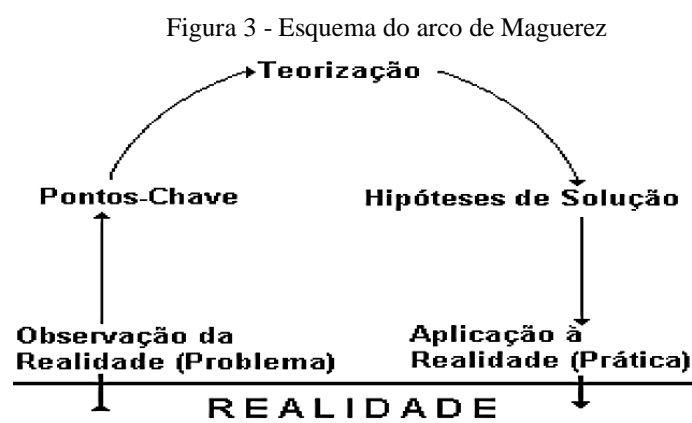 Figura 3 - Esquema do arco de Maguerez
Teorização
Pontos-Chave
Hipóteses de Solução
Observação da
Realidade (Problema)
Aplicação à
Realidade (Prática)
REALIDADE